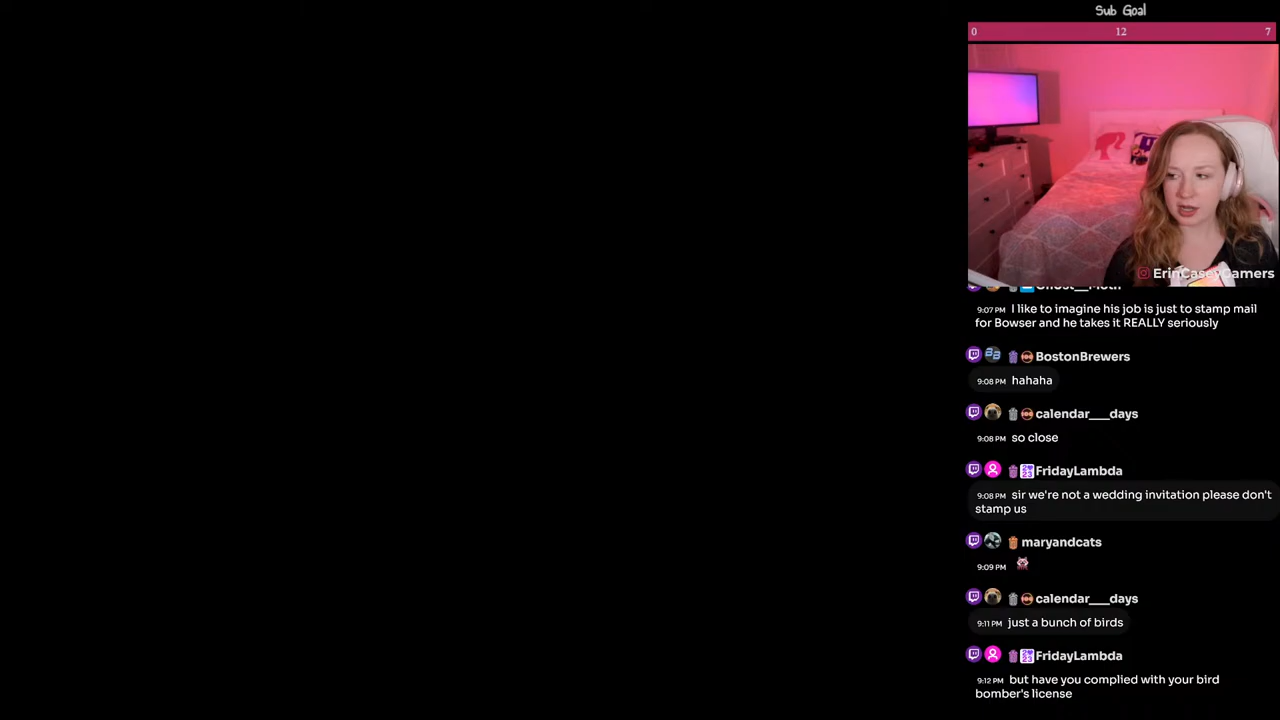 Sub Goal
0 12 7
ErinCaseyGamers
Ghost__Moth
9:07 PM I like to imagine his job is just to stamp mail
for Bowser and he takes it REALLY seriously
BostonBrewers
9:08 PM hahaha
calendar___days
9:08 PM so close
FridayLambda
9:08 PM sir we're not a wedding invitation please don't
stamp us
maryandcats
9:09 PM
calendar___days
9:11 PM just a bunch of birds
FridayLambda
9:12 PM but have you complied with your bird
bomber's license